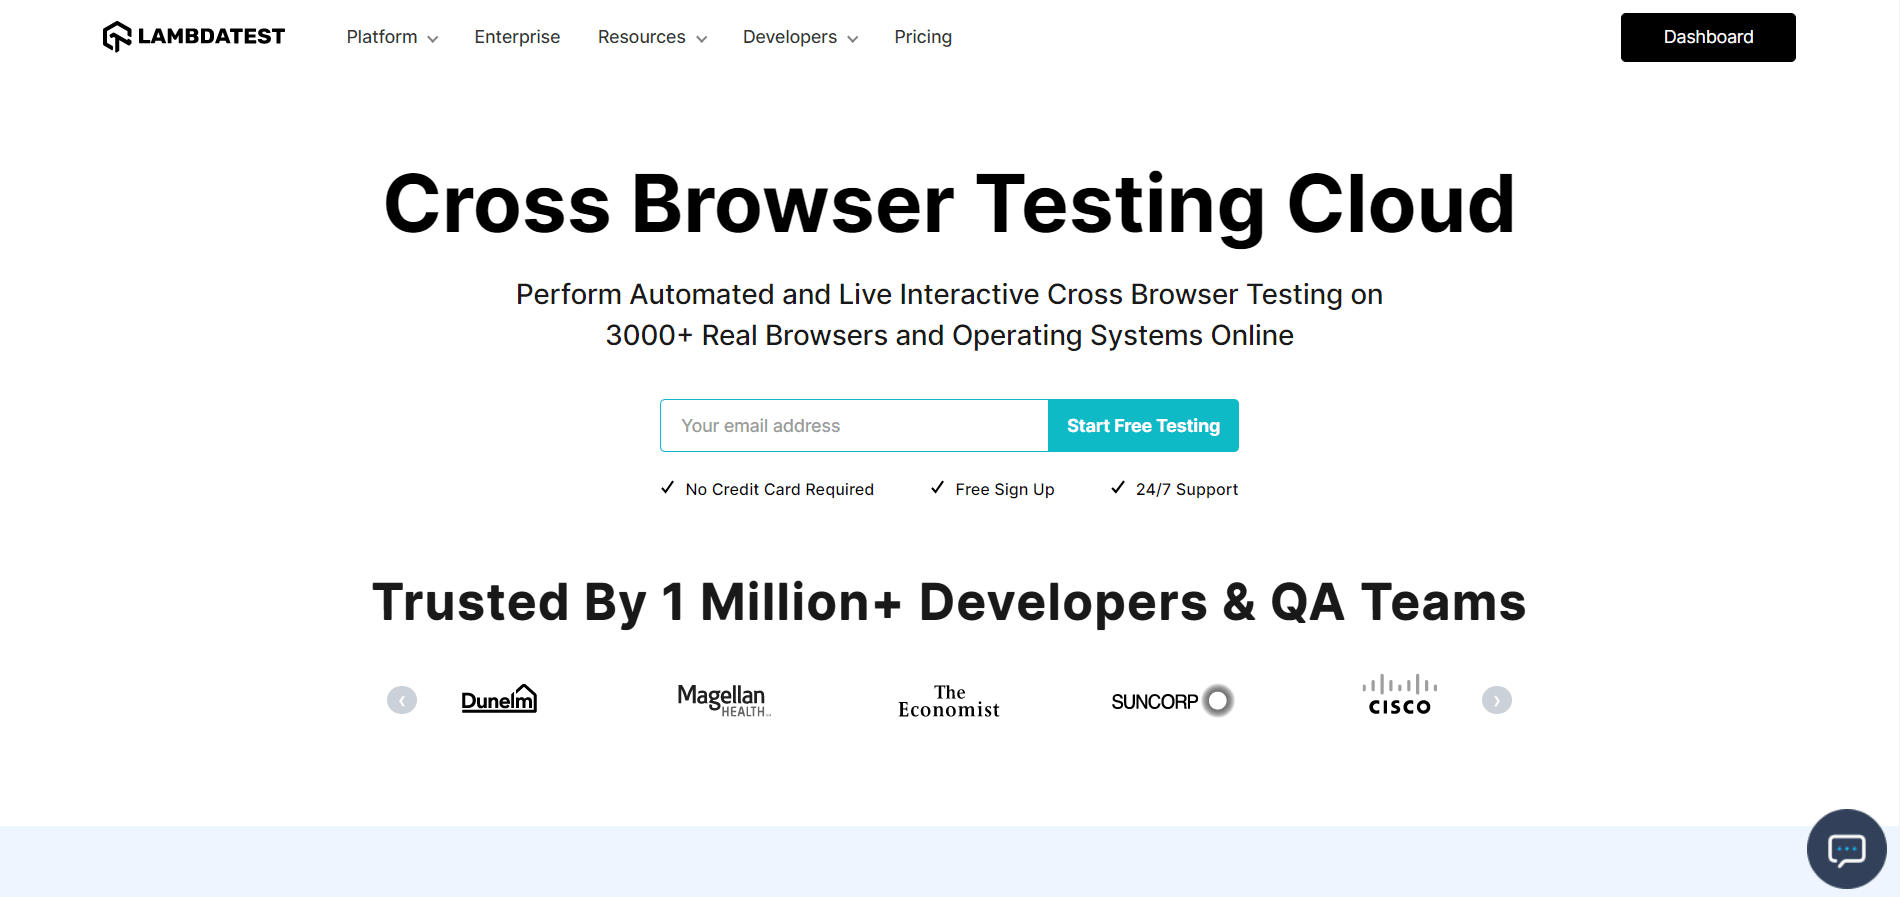 LAMBDATEST
Platform
Enterprise
Resources
Developers
Pricing
Dashboard
Cross Browser Testing Cloud
Perform Automated and Live Interactive Cross Browser Testing on
3000+ Real Browsers and Operating Systems Online
Your email address
Start Free Testing
No Credit Card Required
Free Sign Up
24/7 Support
Trusted By 1 Million+ Developers & QA Teams
Dunelm
Magellan
HEALTH
The
Economist
SUNCORP
CISCO